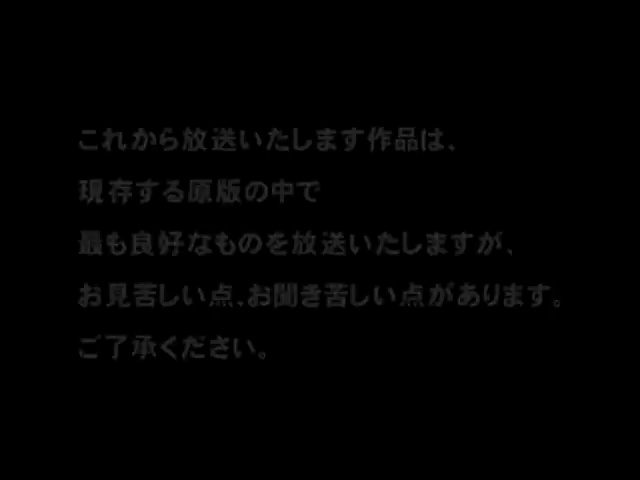 これから放送いたします作品は、
現存する原版の中で
最も良好なものを放送いたしますが、
お見苦しい点、お聞き苦しい点があります。
ご了承ください。